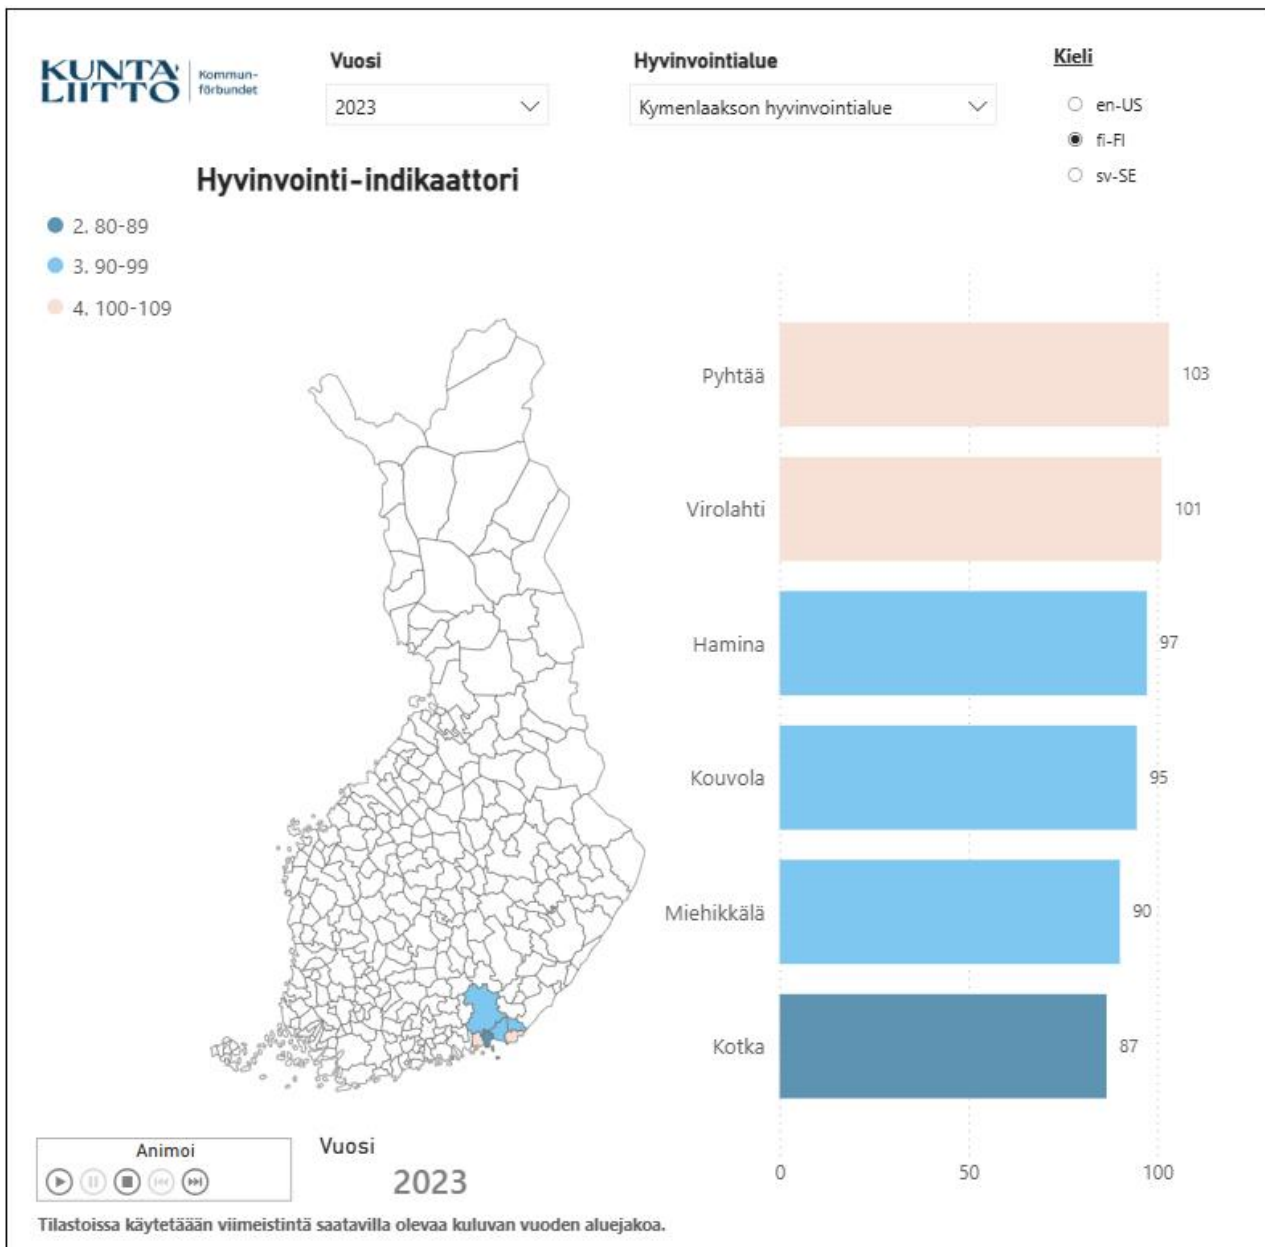 KUNTA
LIITTO
Kommun-
förbundet
Vuosi
2023
Hyvinvointialue
Kymenlaakson hyvinvointialue
Kieli
en-US
fi-FI
sv-SE
Hyvinvointi-indikaattori
2. 80-89
3. 90-99
4. 100-109
Pyhtää 103
Virolahti 101
Hamina 97
Kouvola 95
Miehikkälä 90
Kotka 87
0 50 100
Animoi
Vuosi
2023
Tilastoissa käytetäään viimeistintä saatavilla olevaa kuluvan vuoden aluejakoa.